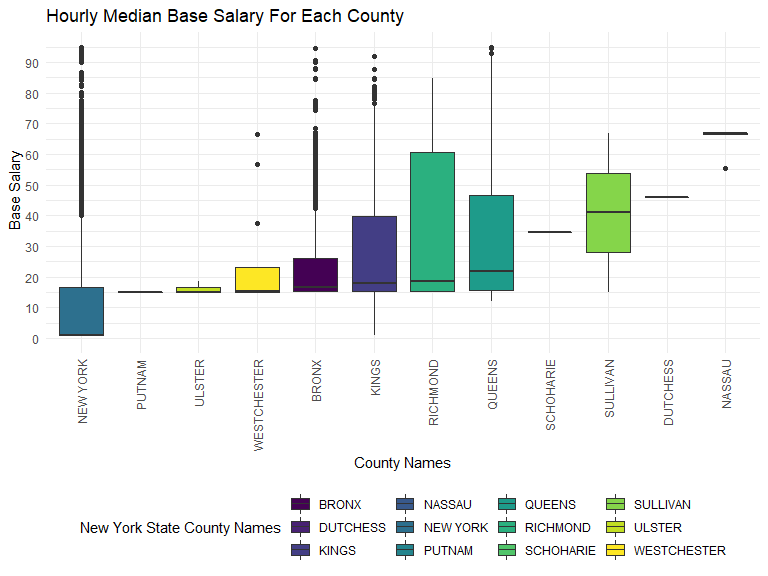 Hourly Median Base Salary For Each County
Base Salary
90
80
70
60
50
40
30
20
10
0
NEW YORK
PUTNAM
ULSTER
WESTCHESTER
BRONX
KINGS
RICHMOND
QUEENS
SCHOHARIE
SULLIVAN
DUTCHESS
NASSAU
County Names
New York State County Names
BRONX NASSAU QUEENS SULLIVAN
DUTCHESS NEW YORK RICHMOND ULSTER
KINGS PUTNAM SCHOHARIE WESTCHESTER